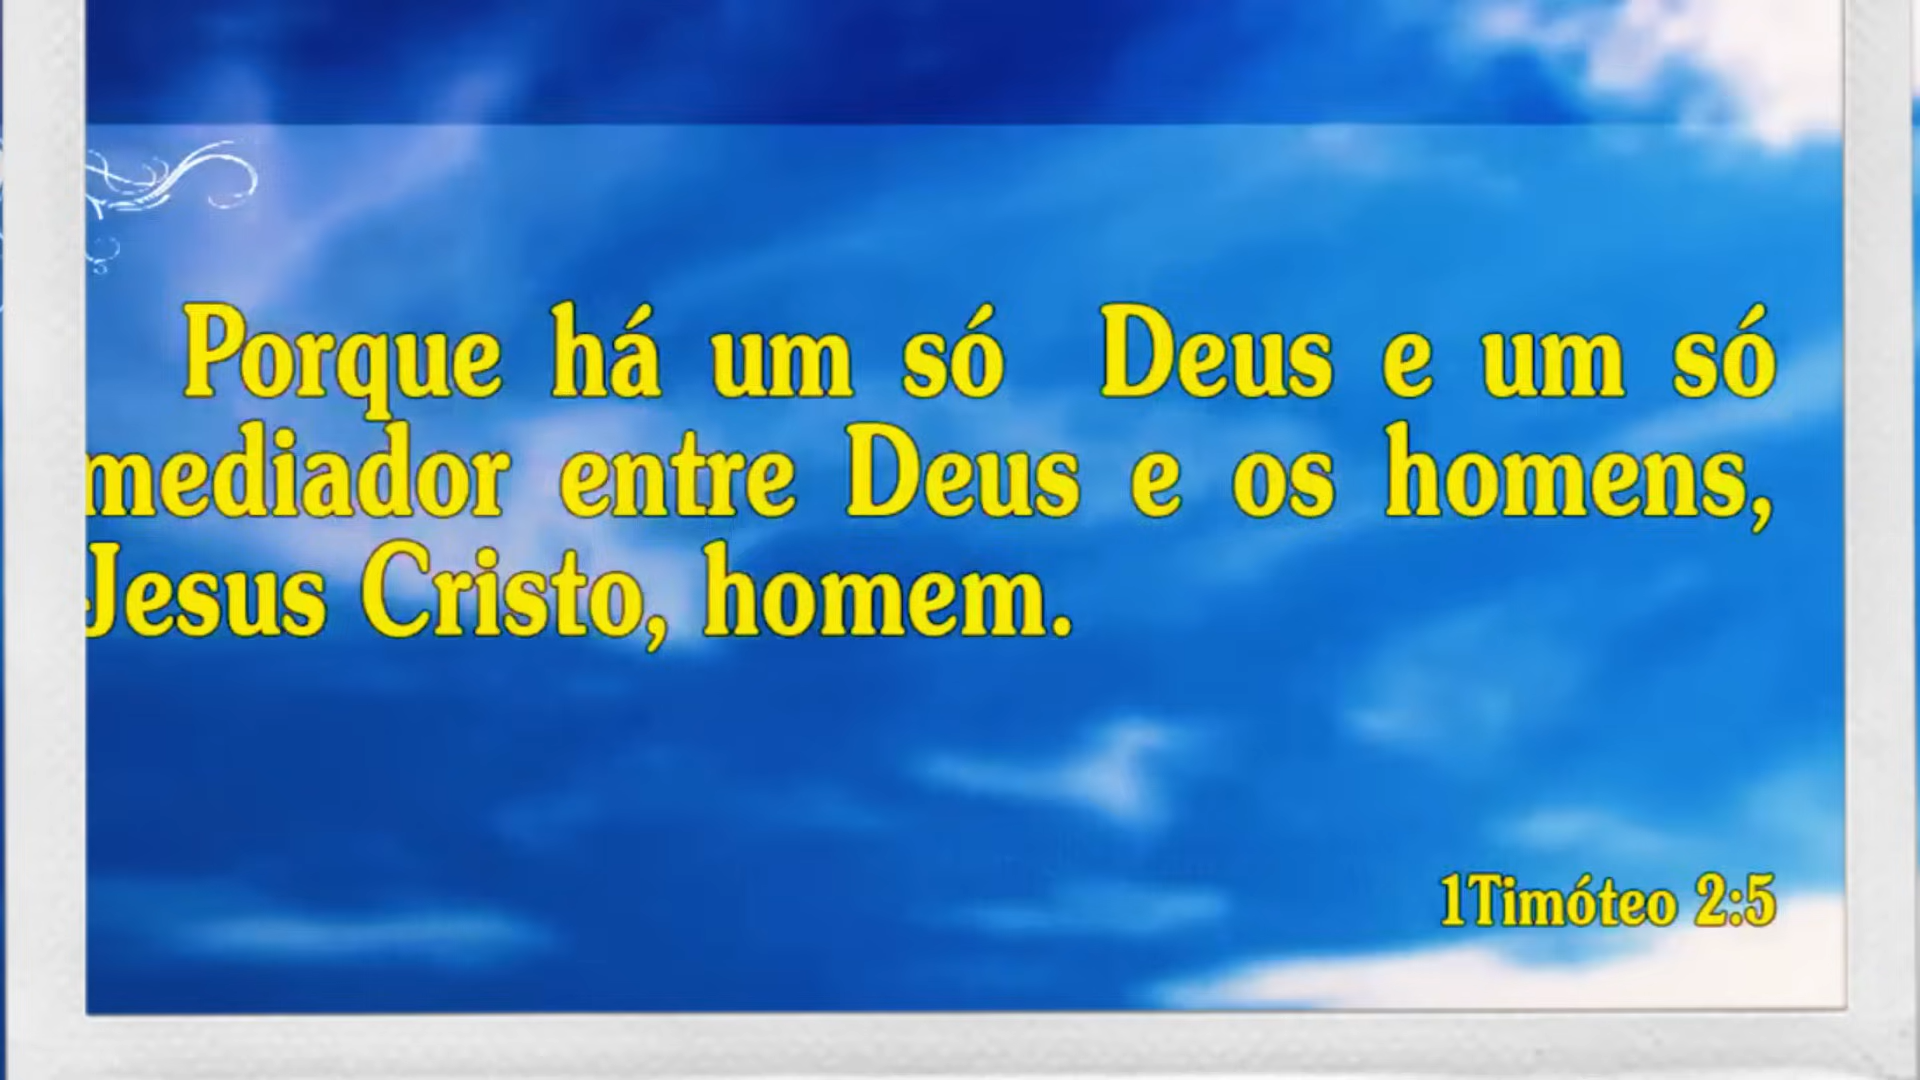 Porque há um só Deus e um só
mediador entre Deus e os homens,
Jesus Cristo, homem.
1Timóteo 2:5